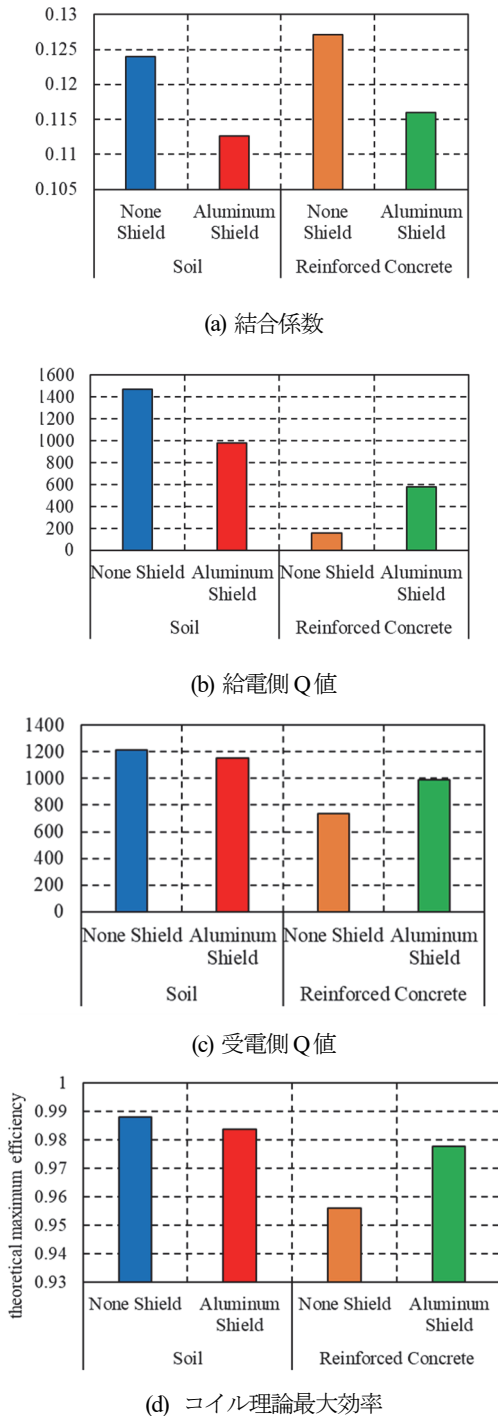 0.13
0.125
0.12
0.115
0.11
0.105
None Aluminum None Aluminum
Shield Shield Shield Shield
Soil Reinforced Concrete
(a) 結合係数
1600
1400
1200
1000
800
600
400
200
0
None Shield Aluminum None Shield Aluminum
Shield Shield
Soil Reinforced Concrete
(b) 給電側 Q 値
1400
1200
1000
800
600
400
200
0
None Shield Aluminum None Shield Aluminum
Shield Shield
Soil Reinforced Concrete
(c) 受電側 Q 値
theoretical maximum efficiency
1
0.99
0.98
0.97
0.96
0.95
0.94
0.93
None Shield Aluminum None Shield Aluminum
Shield Shield
Soil Reinforced Concrete
(d) コイル理論最大効率